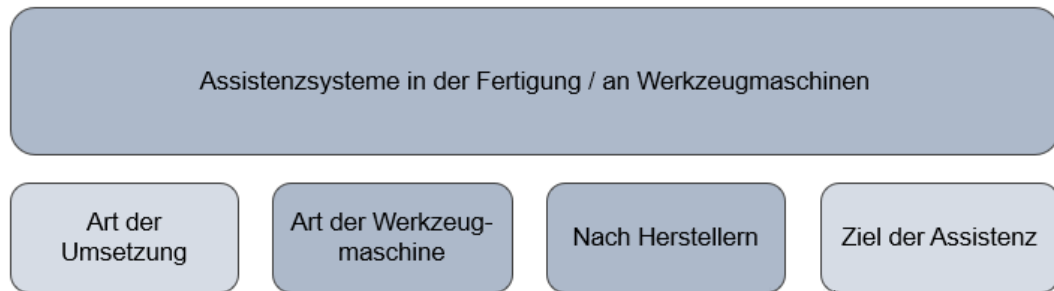 Assistenzsysteme in der Fertigung / an Werkzeugmaschinen
Art der
Umsetzung
Art der Werkzeug-
maschine
Nach Herstellern
Ziel der Assistenz